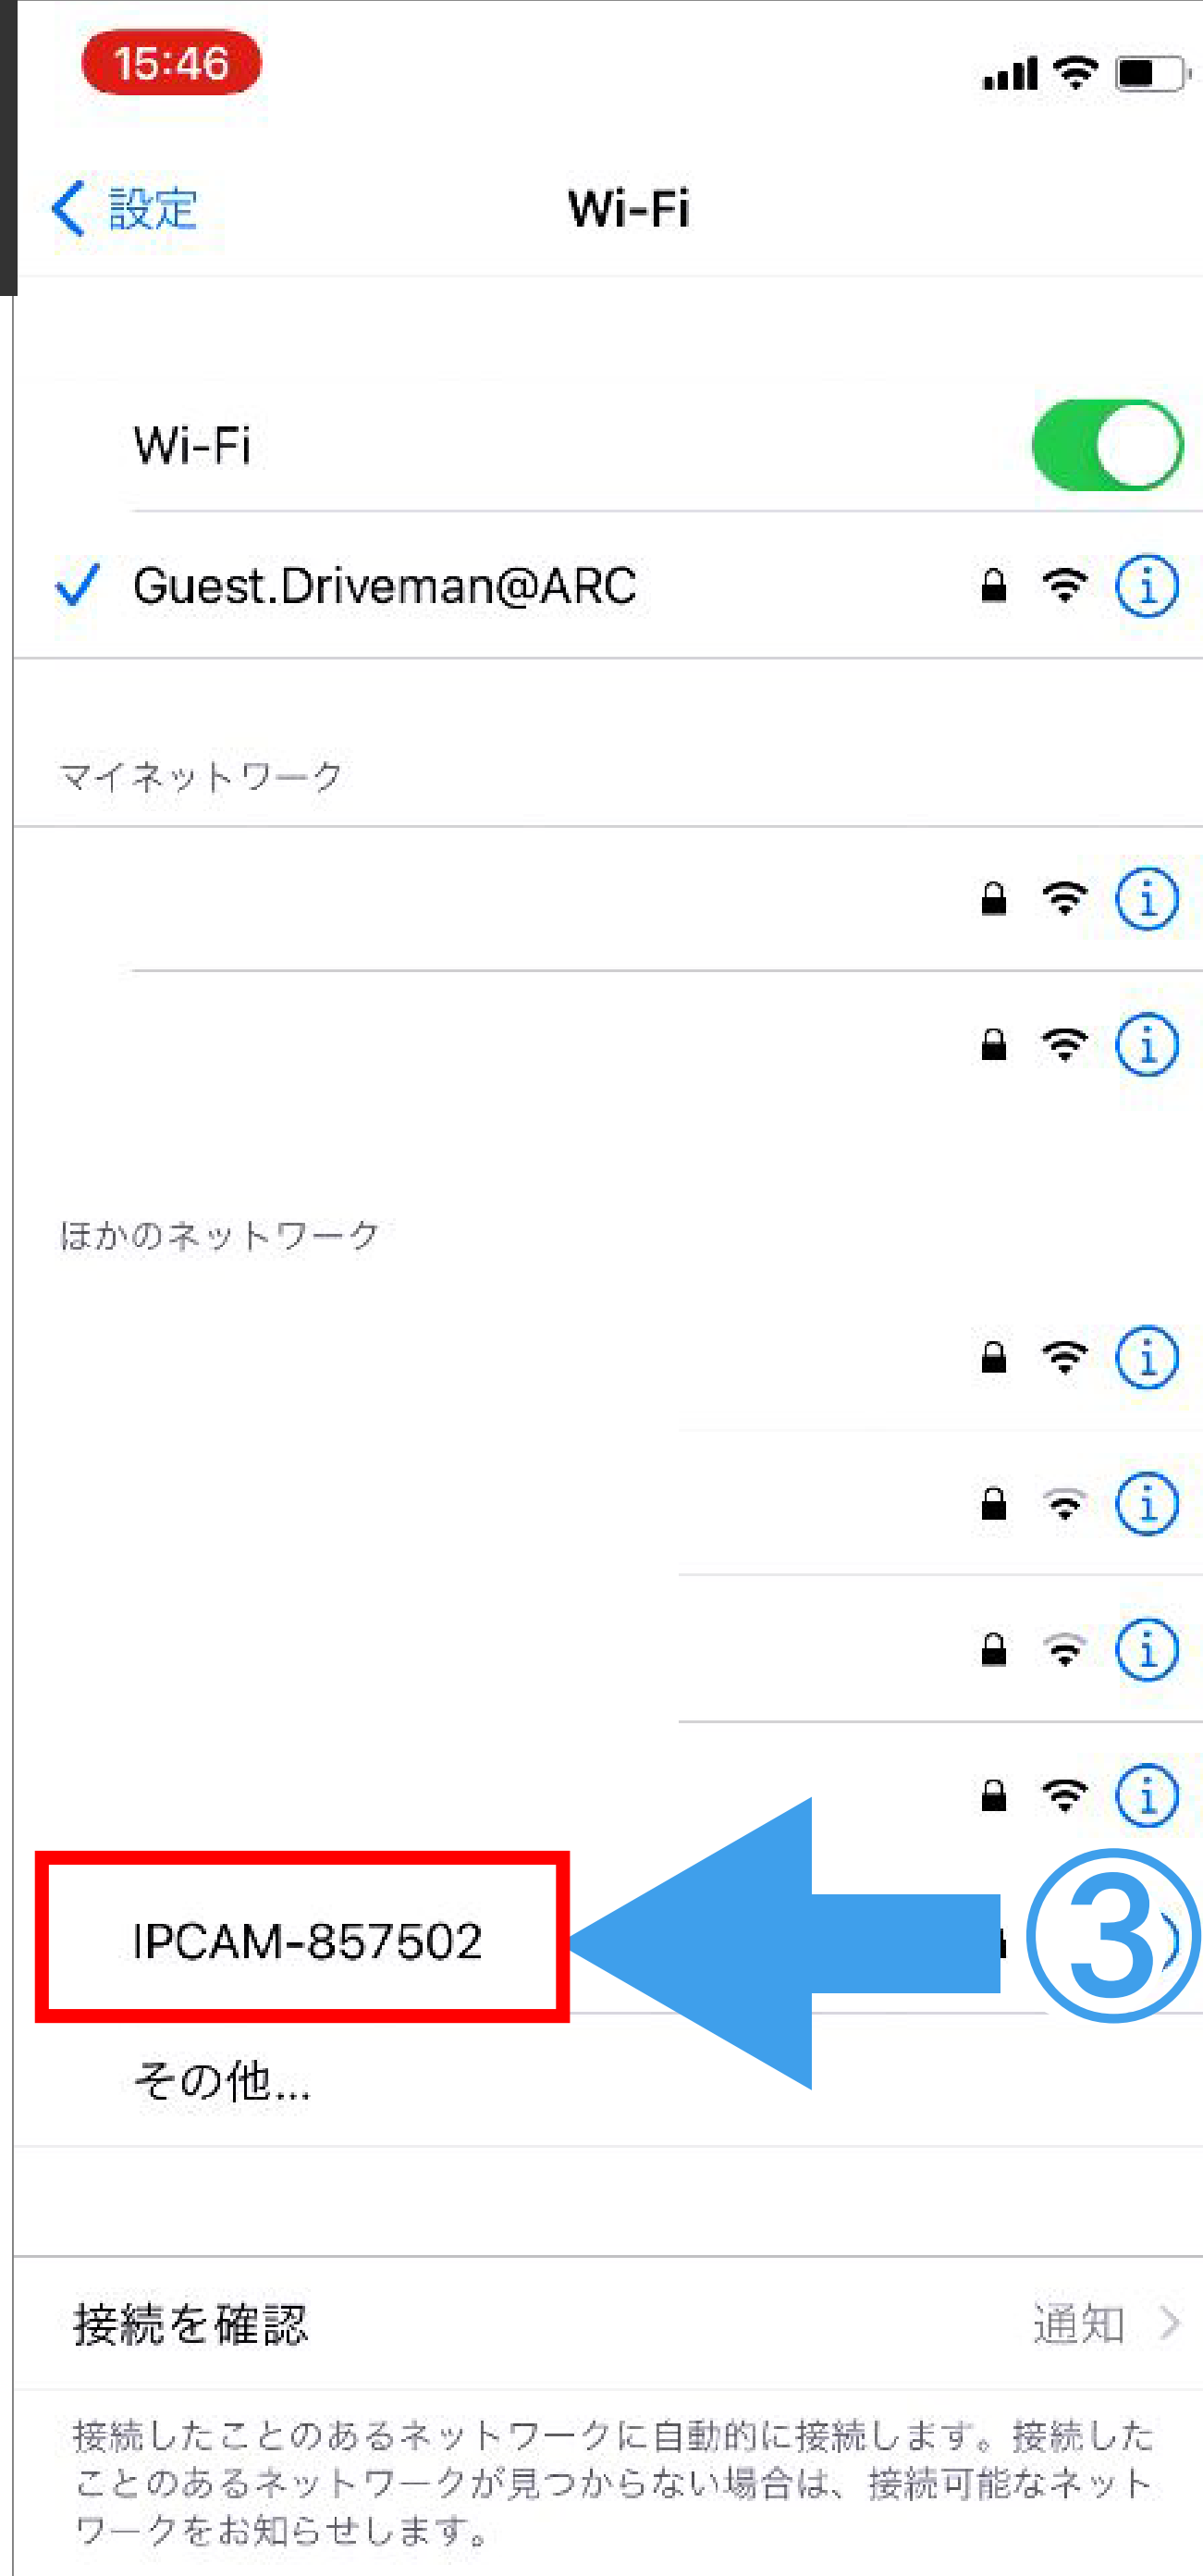 15:46
設定
Wi-Fi
Wi-Fi
Guest.Driveman@ARC
マイネットワーク
ほかのネットワーク
IPCAM-857502
③
その他...
接続を確認
通知
接続したことのあるネットワークに自動的に接続します。接続した
ことのあるネットワークが見つからない場合は、接続可能なネット
ワークをお知らせします。